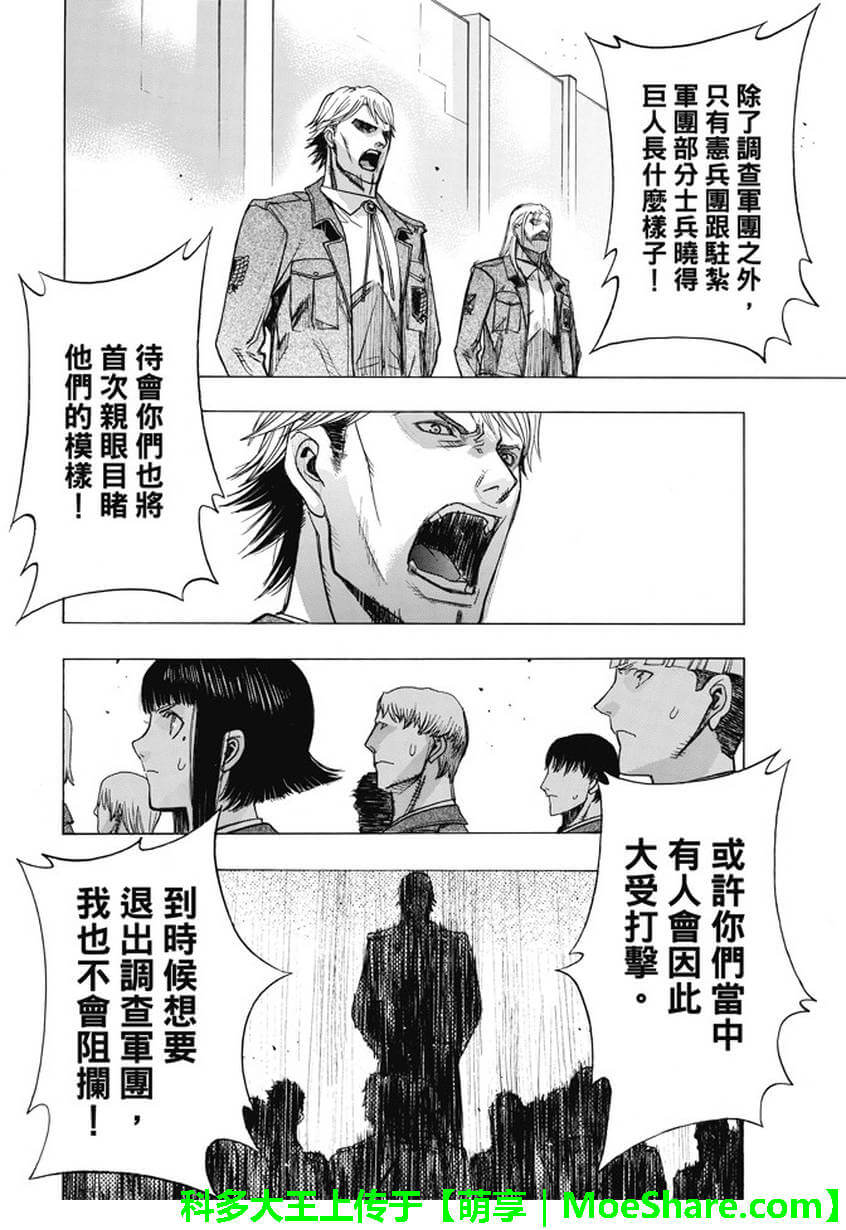 除了調查軍團之外，
只有憲兵團跟駐紮
軍團部分士兵曉得
巨人長什麼樣子！
待會你們也將
首次親眼目睹
他們的模樣！
或許你們當中
有人會因此
大受打擊。
到時候想要
退出調查軍團，
我也不會阻攔！
科多大王上传于【萌享｜MoeShare.com】